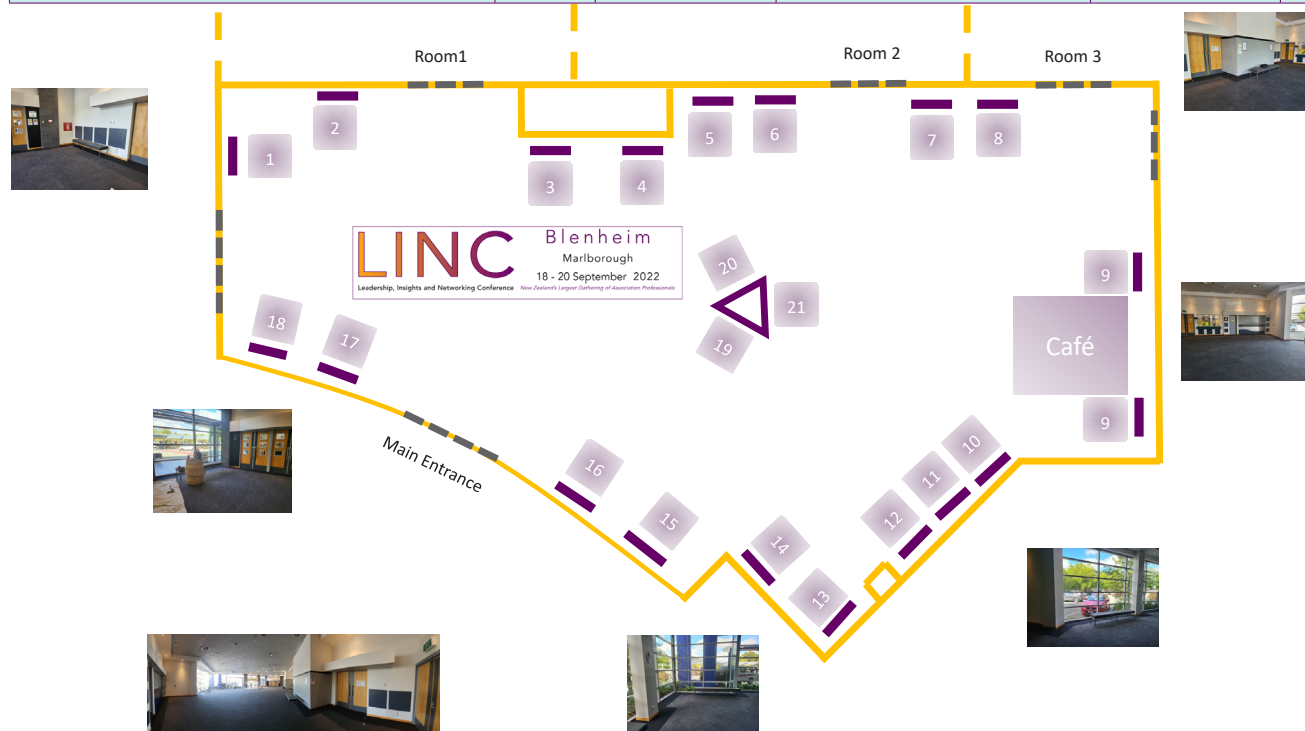 Room1
Room 2
Room 3
1
2
3
4
5
6
7
8
LINC
Leadership, Insights and Networking Conference
Blenheim
Marlborough
18 - 20 September 2022
New Zealand's Largest Gathering of Association Professionals
20
21
19
9
Café
9
18
17
Main Entrance
16
15
14
13
12
11
10